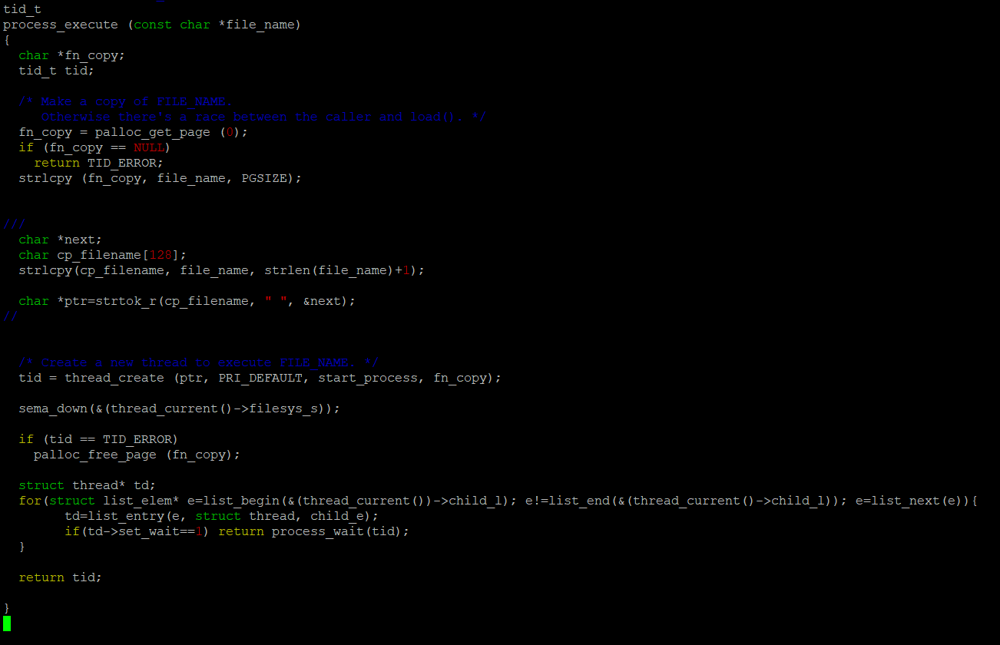 tid_t
process_execute (const char *file_name)
{
  char *fn_copy;
  tid_t tid;

  /* Make a copy of FILE_NAME.
     Otherwise there's a race between the caller and load(). */
  fn_copy = palloc_get_page (0);
  if (fn_copy == NULL)
    return TID_ERROR;
  strlcpy (fn_copy, file_name, PGSIZE);


///
  char *next;
  char cp_filename[128];
  strlcpy(cp_filename, file_name, strlen(file_name)+1);

  char *ptr=strtok_r(cp_filename, " ", &next);
//


  /* Create a new thread to execute FILE_NAME. */
  tid = thread_create (ptr, PRI_DEFAULT, start_process, fn_copy);

  sema_down(&(thread_current()->filesys_s));

  if (tid == TID_ERROR)
    palloc_free_page (fn_copy);

  struct thread* td;
  for(struct list_elem* e=list_begin(&(thread_current())->child_l); e!=list_end(&(thread_current()->child_l)); e=list_next(e)){
        td=list_entry(e, struct thread, child_e);
        if(td->set_wait==1) return process_wait(tid);
  }

  return tid;

}